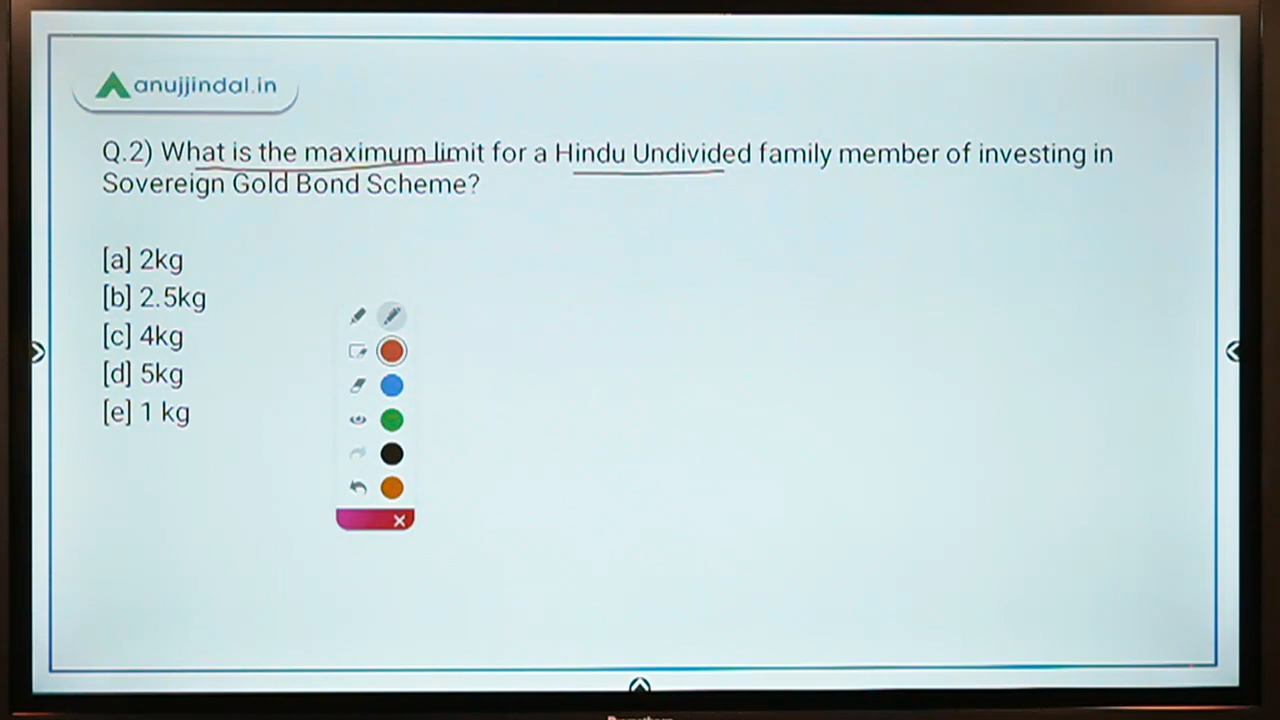 anujjindal.in
Q.2) What is the maximum limit for a Hindu Undivided family member of investing in
Sovereign Gold Bond Scheme?
[a] 2kg
[b] 2.5kg
[c] 4kg
[d] 5kg
[e] 1 kg